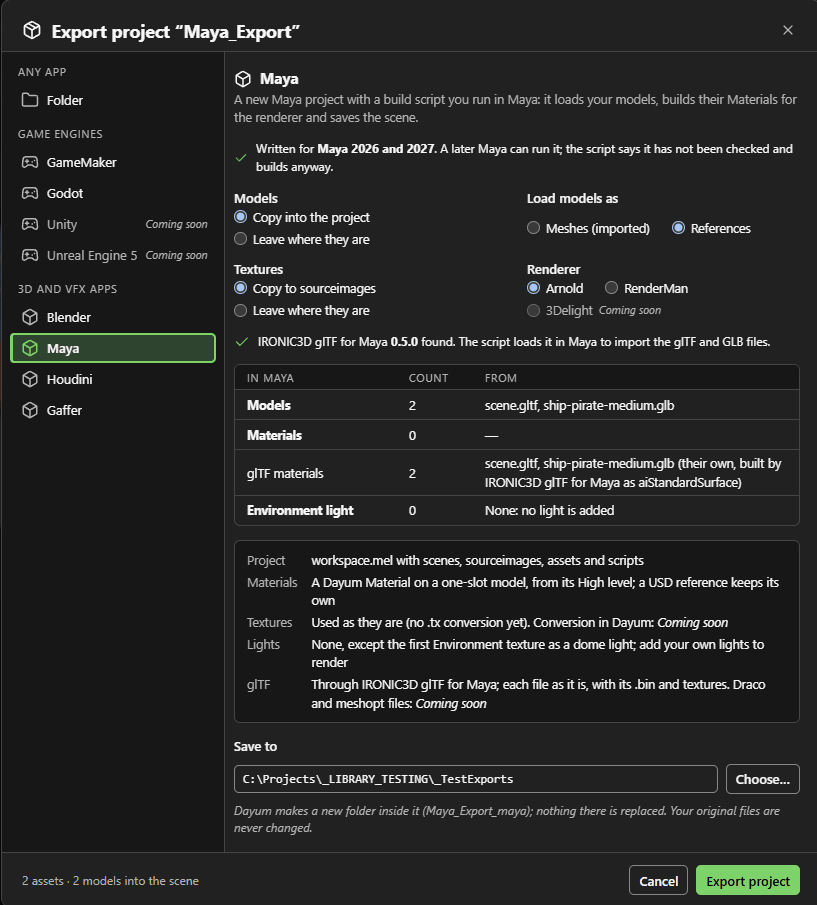 Export project “Maya_Export”
ANY APP
Folder
GAME ENGINES
GameMaker
Godot
Unity Coming soon
Unreal Engine 5 Coming soon
3D AND VFX APPS
Blender
Maya
Houdini
Gaffer
Maya
A new Maya project with a build script you run in Maya: it loads your models, builds their Materials for
the renderer and saves the scene.
Written for Maya 2026 and 2027. A later Maya can run it; the script says it has not been checked and
builds anyway.
Models
Copy into the project
Leave where they are
Load models as
Meshes (imported) References
Textures
Copy to sourceimages
Leave where they are
Renderer
Arnold RenderMan
3Delight Coming soon
IRONIC3D glTF for Maya 0.5.0 found. The script loads it in Maya to import the glTF and GLB files.
IN MAYA COUNT FROM
Models 2 scene.gltf, ship-pirate-medium.glb
Materials 0 —
glTF materials 2 scene.gltf, ship-pirate-medium.glb (their own, built by
IRONIC3D glTF for Maya as aiStandardSurface)
Environment light 0 None: no light is added
Project workspace.mel with scenes, sourceimages, assets and scripts
Materials A Dayum Material on a one-slot model, from its High level; a USD reference keeps its
own
Textures Used as they are (no .tx conversion yet). Conversion in Dayum: Coming soon
Lights None, except the first Environment texture as a dome light; add your own lights to
render
glTF Through IRONIC3D glTF for Maya; each file as it is, with its .bin and textures. Draco
and meshopt files: Coming soon
Save to
C:\Projects\_LIBRARY_TESTING\_TestExports
Choose...
Dayum makes a new folder inside it (Maya_Export_maya); nothing there is replaced. Your original files are
never changed.
2 assets · 2 models into the scene
Cancel
Export project